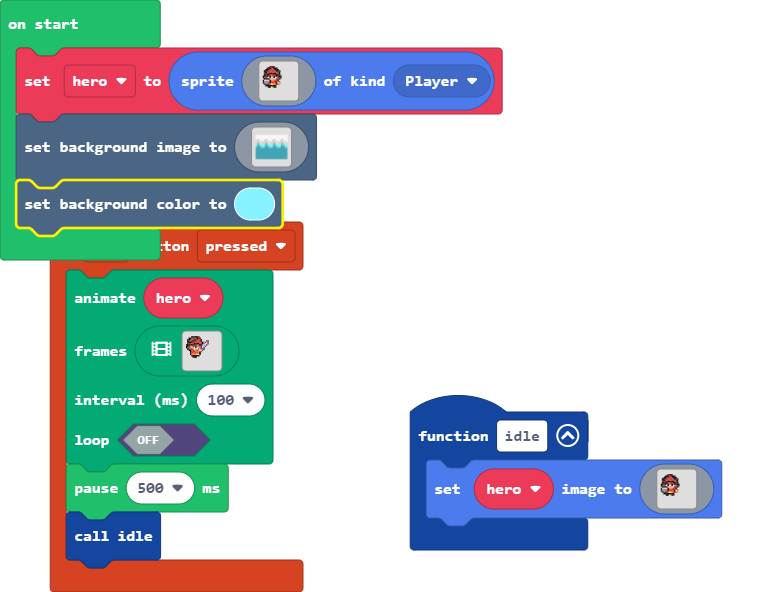 on start
set hero to sprite of kind Player
set background image to
set background color to
tton pressed
animate hero
frames
interval (ms) 100
loop OFF
pause 500 ms
call idle
function idle
set hero image to